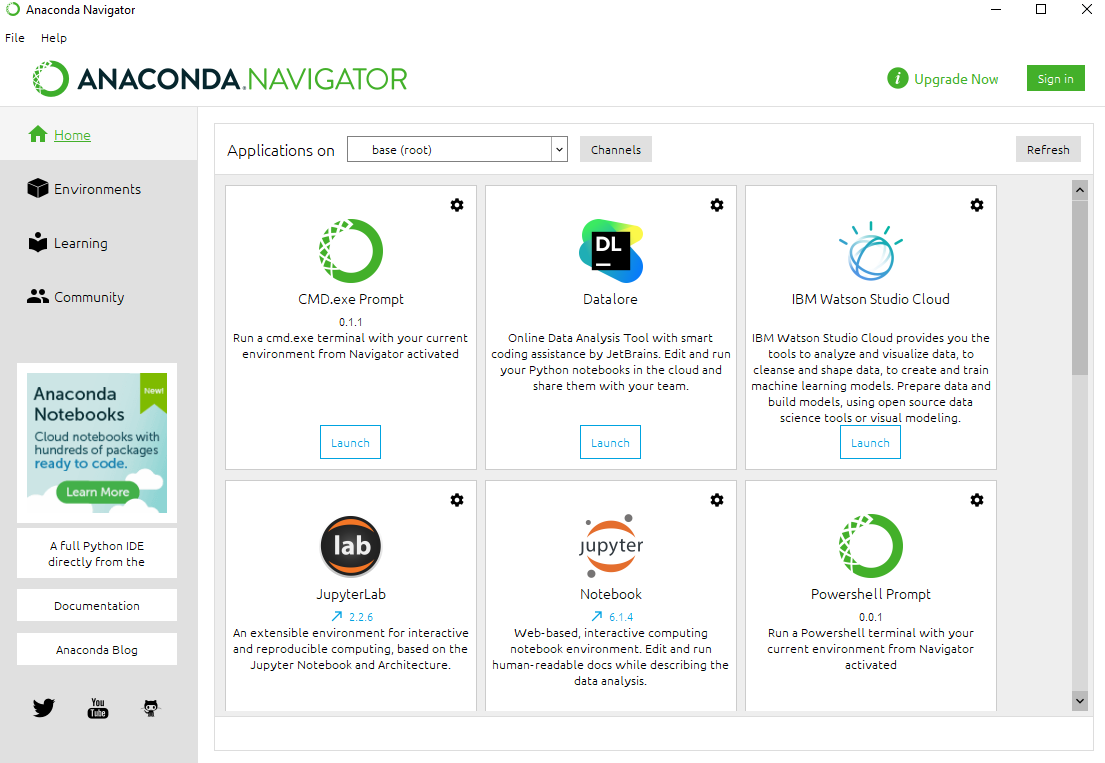 Anaconda Navigator
File Help
ANACONDA.NAVIGATOR
i Upgrade Now
Sign in
Home
Environments
Learning
Community
Anaconda
Notebooks
New!
Cloud notebooks with
hundreds of packages
ready to code.
Learn More
A full Python IDE
directly from the
Documentation
Anaconda Blog
You
Tube
Applications on
base (root)
Channels
Refresh
CMD.exe Prompt
0.1.1
Run a cmd.exe terminal with your current
environment from Navigator activated
Launch
DL
Datalore
Online Data Analysis Tool with smart
coding assistance by JetBrains. Edit and run
your Python notebooks in the cloud and
share them with your team.
Launch
IBM Watson Studio Cloud
IBM Watson Studio Cloud provides you the
tools to analyze and visualize data, to
cleanse and shape data, to create and train
machine learning models. Prepare data and
build models, using open source data
science tools or visual modeling.
Launch
lab
JupyterLab
2.2.6
An extensible environment for interactive
and reproducible computing, based on the
Jupyter Notebook and Architecture.
jupyter
Notebook
6.1.4
Web-based, interactive computing
notebook environment. Edit and run
human-readable docs while describing the
data analysis.
Powershell Prompt
0.0.1
Run a Powershell terminal with your
current environment from Navigator
activated